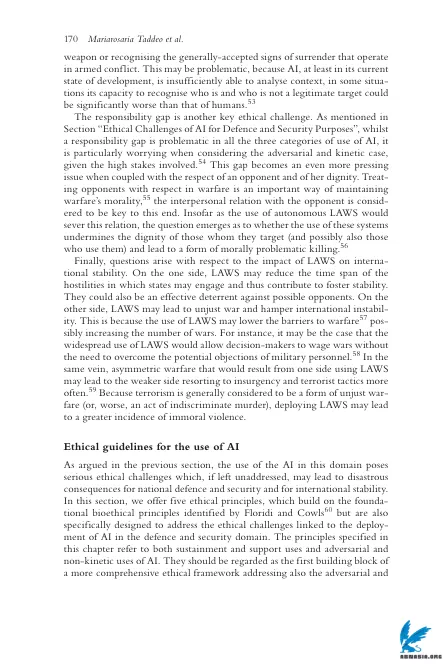 170 Mariarosaria Taddeo et al.
weapon or recognising the generally-accepted signs of surrender that operate
in armed conflict. This may be problematic, because AI, at least in its current
state of development, is insufficiently able to analyse context, in some situa-
tions its capacity to recognise who is and who is not a legitimate target could
be significantly worse than that of humans.53
The responsibility gap is another key ethical challenge. As mentioned in
Section “Ethical Challenges of AI for Defence and Security Purposes”, whilst
a responsibility gap is problematic in all the three categories of use of AI, it
is particularly worrying when considering the adversarial and kinetic case,
given the high stakes involved.54 This gap becomes an even more pressing
issue when coupled with the respect of an opponent and of her dignity. Treat-
ing opponents with respect in warfare is an important way of maintaining
warfare’s morality,55 the interpersonal relation with the opponent is consid-
ered to be key to this end. Insofar as the use of autonomous LAWS would
sever this relation, the question emerges as to whether the use of these systems
undermines the dignity of those whom they target (and possibly also those
who use them) and lead to a form of morally problematic killing.56
Finally, questions arise with respect to the impact of LAWS on interna-
tional stability. On the one side, LAWS may reduce the time span of the
hostilities in which states may engage and thus contribute to foster stability.
They could also be an effective deterrent against possible opponents. On the
other side, LAWS may lead to unjust war and hamper international instabil-
ity. This is because the use of LAWS may lower the barriers to warfare57 pos-
sibly increasing the number of wars. For instance, it may be the case that the
widespread use of LAWS would allow decision-makers to wage wars without
the need to overcome the potential objections of military personnel.58 In the
same vein, asymmetric warfare that would result from one side using LAWS
may lead to the weaker side resorting to insurgency and terrorist tactics more
often.59 Because terrorism is generally considered to be a form of unjust war-
fare (or, worse, an act of indiscriminate murder), deploying LAWS may lead
to a greater incidence of immoral violence.
Ethical guidelines for the use of AI
As argued in the previous section, the use of the AI in this domain poses
serious ethical challenges which, if left unaddressed, may lead to disastrous
consequences for national defence and security and for international stability.
In this section, we offer five ethical principles, which build on the founda-
tional bioethical principles identified by Floridi and Cowls60 but are also
specifically designed to address the ethical challenges linked to the deploy-
ment of AI in the defence and security domain. The principles specified in
this chapter refer to both sustainment and support uses and adversarial and
non-kinetic uses of AI. They should be regarded as the first building block of
a more comprehensive ethical framework addressing also the adversarial and